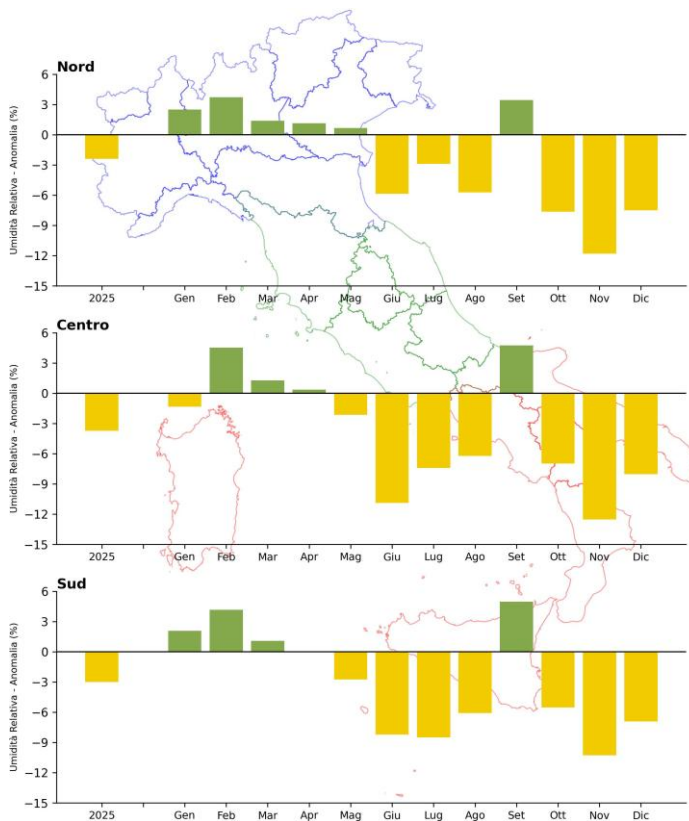 Nord
Umidità Relativa - Anomalia (%)
6
3
0
−3
−6
−9
−12
−15
2025 Gen Feb Mar Apr Mag Giu Lug Ago Set Ott Nov Dic
Centro
Umidità Relativa - Anomalia (%)
6
3
0
−3
−6
−9
−12
−15
2025 Gen Feb Mar Apr Mag Giu Lug Ago Set Ott Nov Dic
Sud
Umidità Relativa - Anomalia (%)
6
3
0
−3
−6
−9
−12
−15
2025 Gen Feb Mar Apr Mag Giu Lug Ago Set Ott Nov Dic